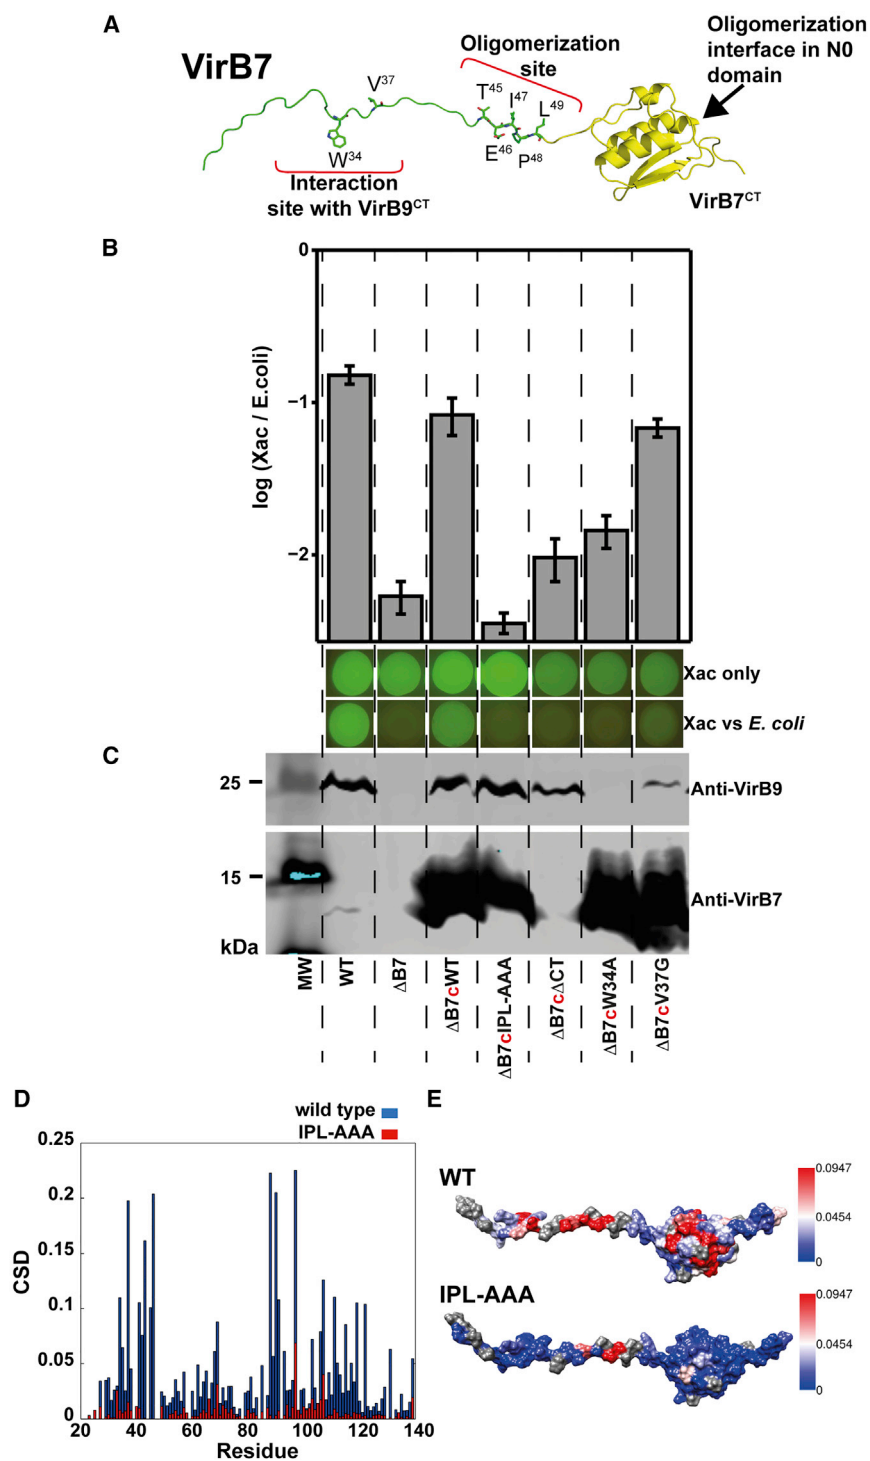 A
VirB7
Oligomerization
site
Oligomerization
interface in N0
domain
V37
T45
I47
L49
W34
E46
P48
Interaction
site with VirB9CT
VirB7CT
B
log (Xac / E.coli)
0
−1
−2
Xac only
Xac vs E. coli
C
25
Anti-VirB9
15
Anti-VirB7
kDa
MW
WT
ΔB7
ΔB7cWT
ΔB7cIPL-AAA
ΔB7cΔCT
ΔB7cW34A
ΔB7cV37G
D
wild type
IPL-AAA
CSD
0.25
0.2
0.15
0.1
0.05
0
20 40 60 80 100 120 140
Residue
E
WT
0.0947
0.0454
0
IPL-AAA
0.0947
0.0454
0